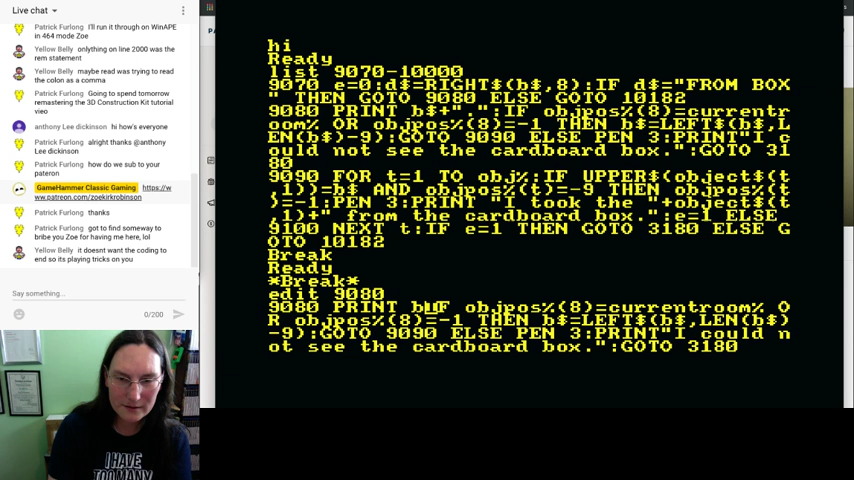 Live chat
Patrick Furlong I'll run it through on WinAPE
in 464 mode Zoe
Yellow Belly onlything on line 2000 was the
rem statement
Yellow Belly maybe read was trying to read
the colon as a comma
Patrick Furlong Going to spend tomorrow
remastering the 3D Construction Kit tutorial
vieo
anthony Lee dickinson hi how's everyone
Patrick Furlong alright thanks @anthony
Lee dickinson
Patrick Furlong how do we sub to your
pateron
GameHammer Classic Gaming https://w
ww.patreon.com/zoekirkrobinson
Patrick Furlong thanks
Patrick Furlong got to find someway to
bribe you Zoe for having me here, lol
Yellow Belly it doesnt want the coding to
end so its playing tricks on you
Say something...
0/200
hi
Ready
list 9070-10000
9070 e=0:d$=RIGHT$(b$,8):IF d$="FROM BOX
" THEN GOTO 9080 ELSE GOTO 10182
9080 PRINT b$+".":IF objpos%(8)=currentr
oom% OR objpos%(8)=-1 THEN b$=LEFT$(b$,L
EN(b$)-9):GOTO 9090 ELSE PEN 3:PRINT"I c
ould not see the cardboard box.":GOTO 31
80
9090 FOR t=1 TO obj%:IF UPPER$(object$(t
,1))=b$ AND objpos%(t)=-9 THEN objpos%(t
)=-1:PEN 3:PRINT "I took the "+object$(t
,1)+" from the cardboard box.":e=1 ELSE
9100 NEXT t:IF e=1 THEN GOTO 3180 ELSE G
OTO 10182
Break
Ready
*Break*
edit 9080
9080 PRINT b IF objpos%(8)=currentroom% O
R objpos%(8)=-1 THEN b$=LEFT$(b$,LEN(b$)
-9):GOTO 9090 ELSE PEN 3:PRINT"I could n
ot see the cardboard box.":GOTO 3180
I HAVE
TOO MANY